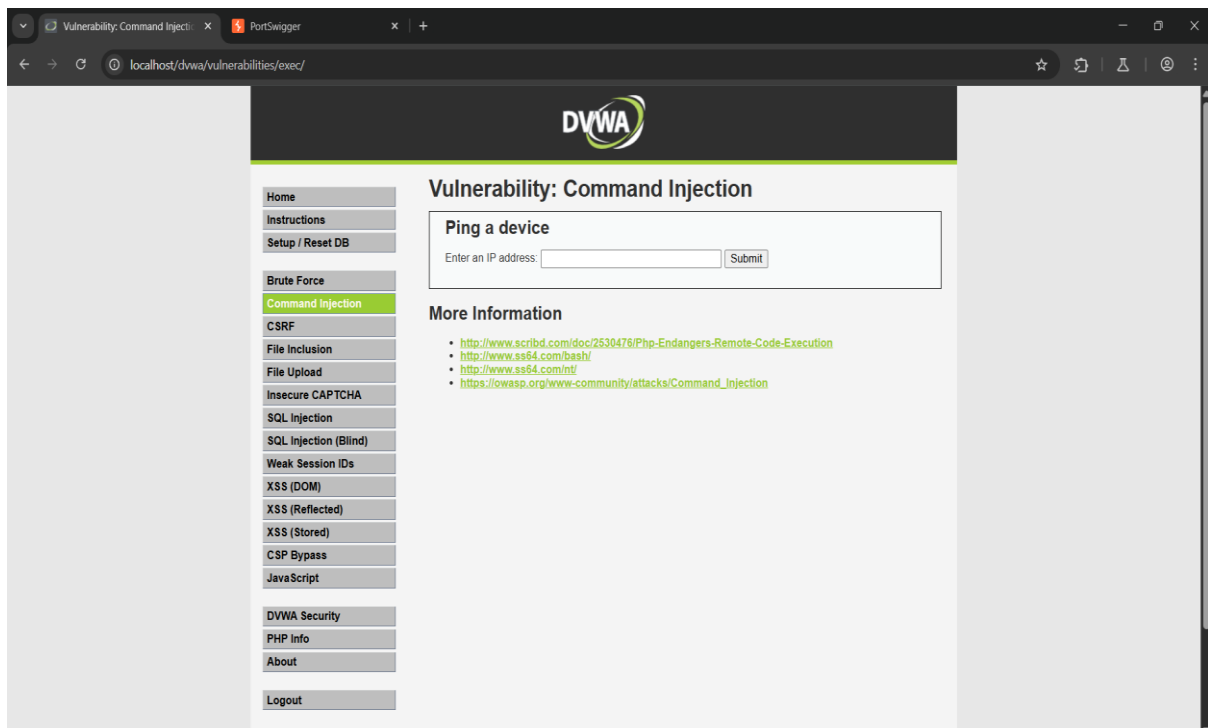 Vulnerability: Command Injectic
PortSwigger
localhost/dvwa/vulnerabilities/exec/
DVWA
Home
Instructions
Setup / Reset DB
Brute Force
Command Injection
CSRF
File Inclusion
File Upload
Insecure CAPTCHA
SQL Injection
SQL Injection (Blind)
Weak Session IDs
XSS (DOM)
XSS (Reflected)
XSS (Stored)
CSP Bypass
JavaScript
DVWA Security
PHP Info
About
Logout
Vulnerability: Command Injection
Ping a device
Enter an IP address: Submit
More Information
http://www.scribd.com/doc/2530476/Php-Endangers-Remote-Code-Execution
http://www.ss64.com/bash/
http://www.ss64.com/nt/
https://owasp.org/www-community/attacks/Command_Injection